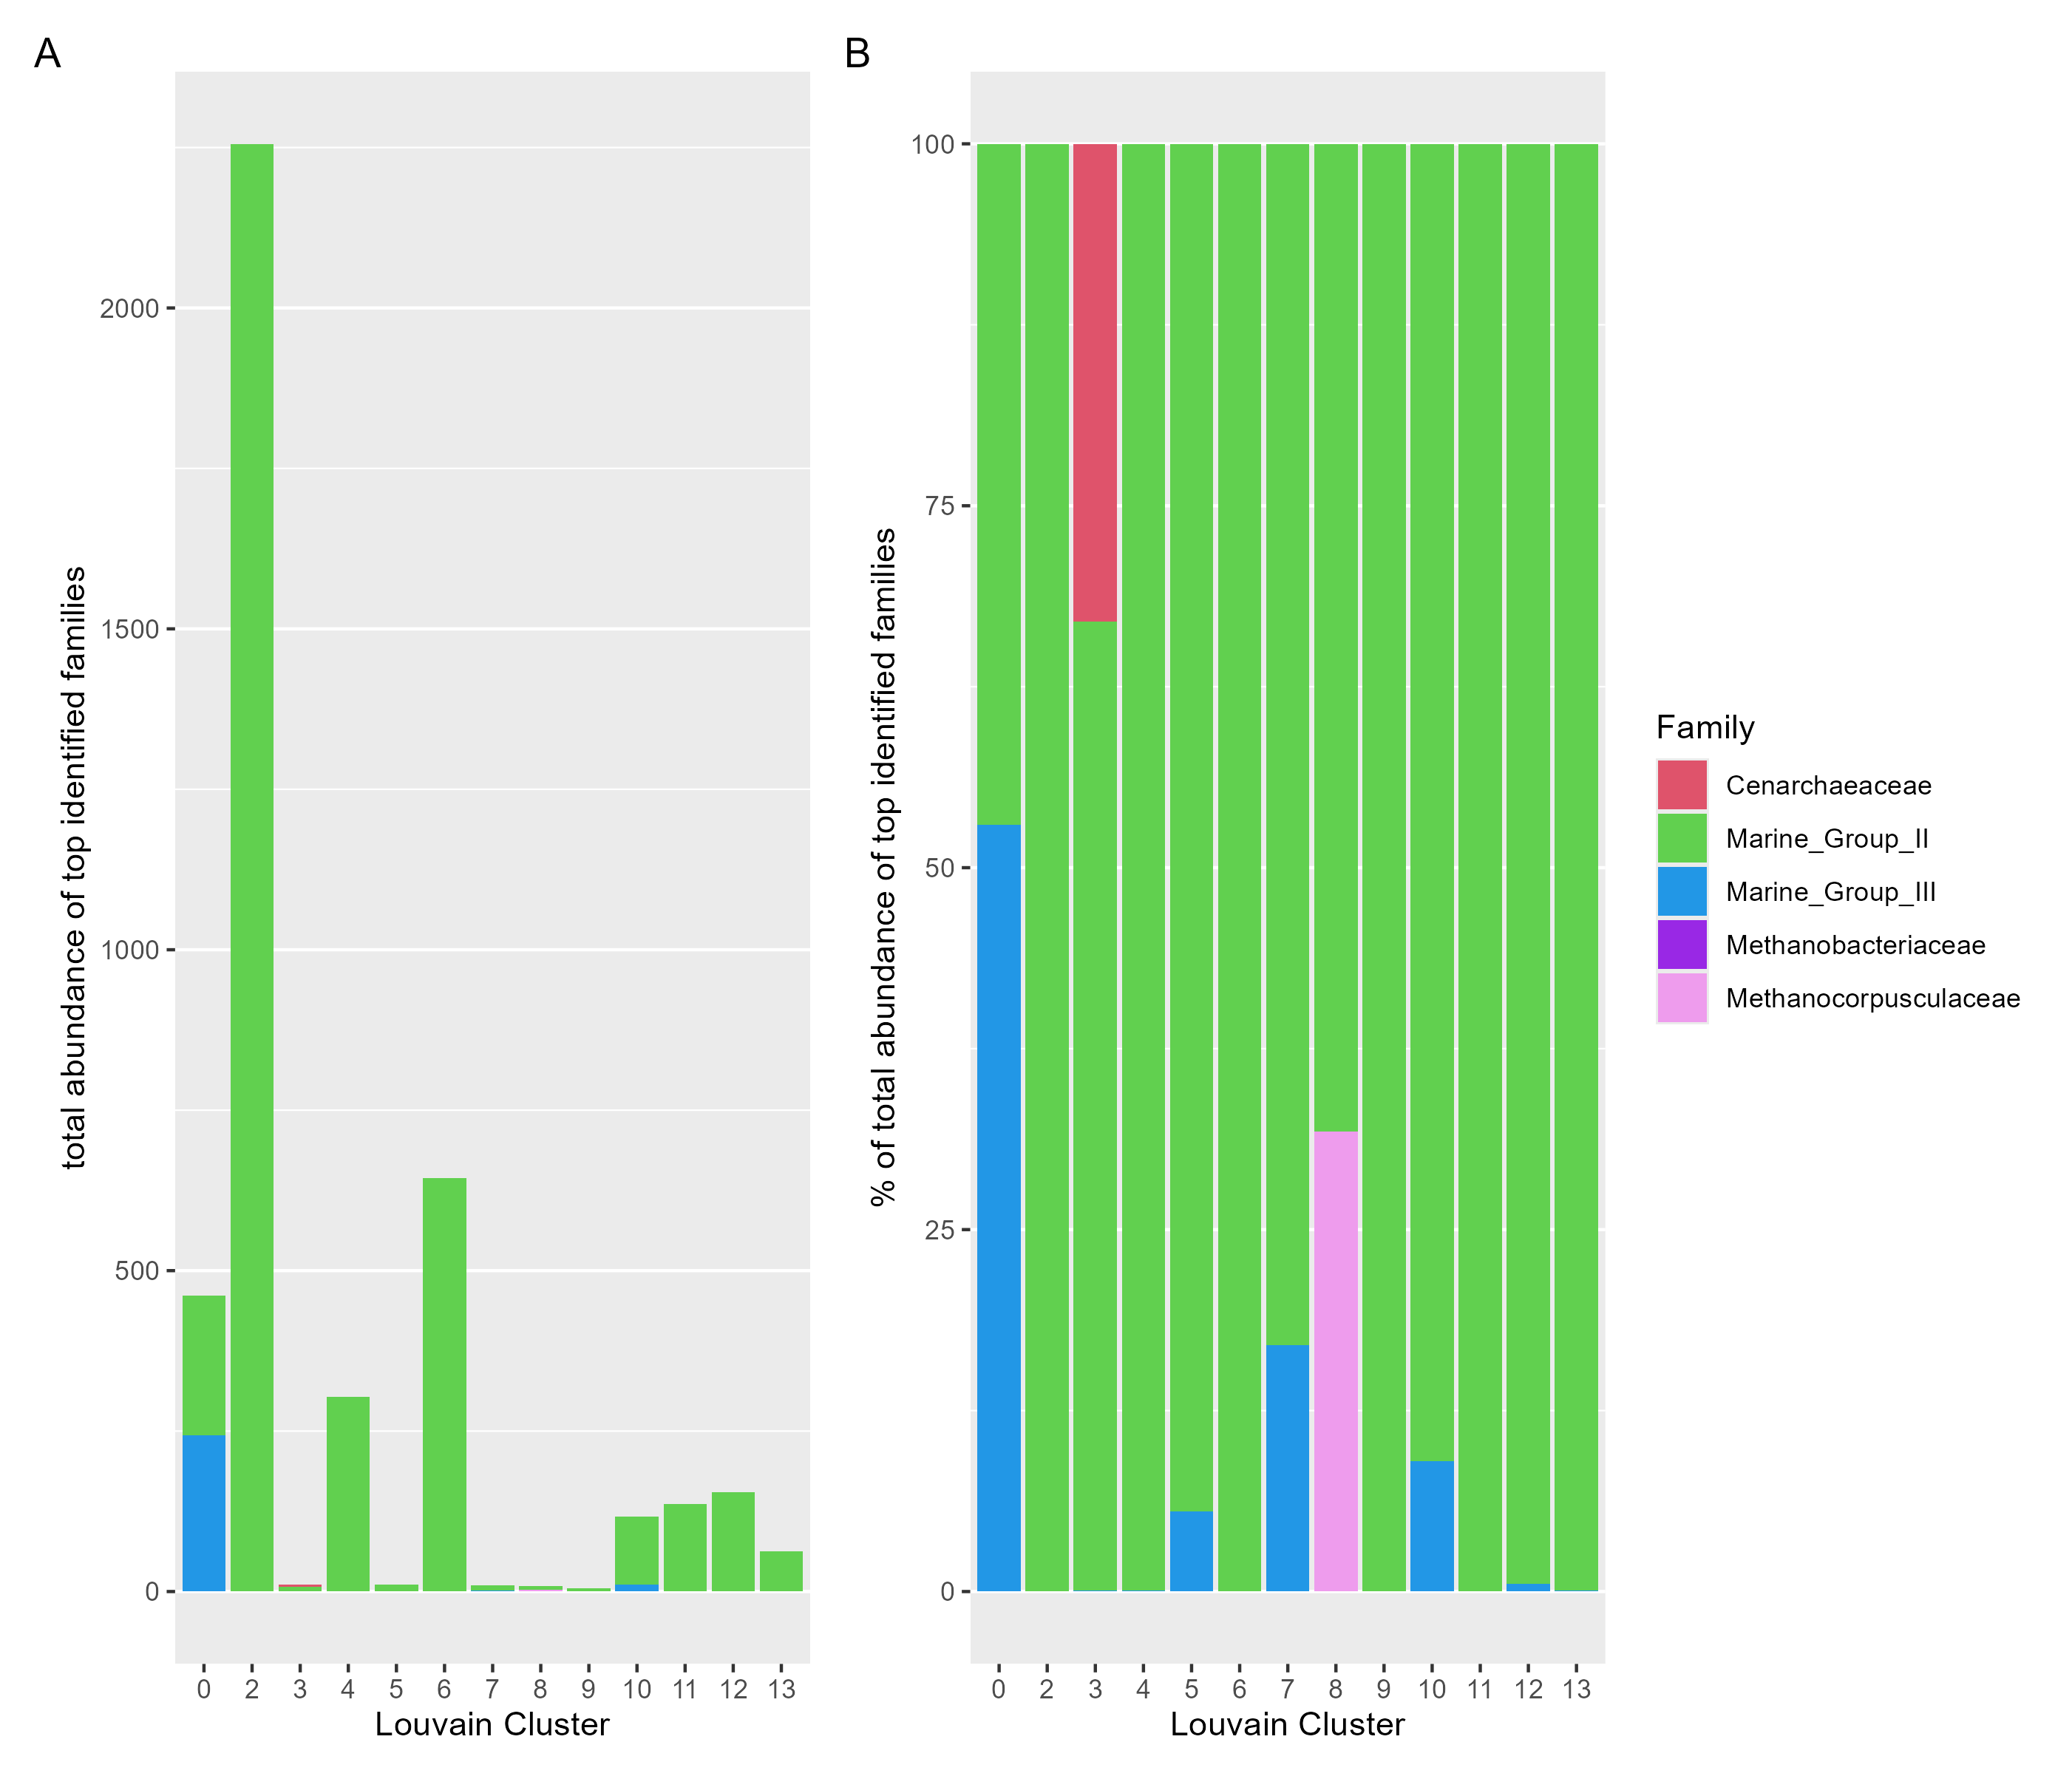 A
total abundance of top identified families
2000
1500
1000
500
0
0 2 3 4 5 6 7 8 9 10 11 12 13
Louvain Cluster
B
% of total abundance of top identified families
100
75
50
25
0
0 2 3 4 5 6 7 8 9 10 11 12 13
Louvain Cluster
Family
Cenarchaeaceae
Marine_Group_II
Marine_Group_III
Methanobacteriaceae
Methanocorpusculaceae